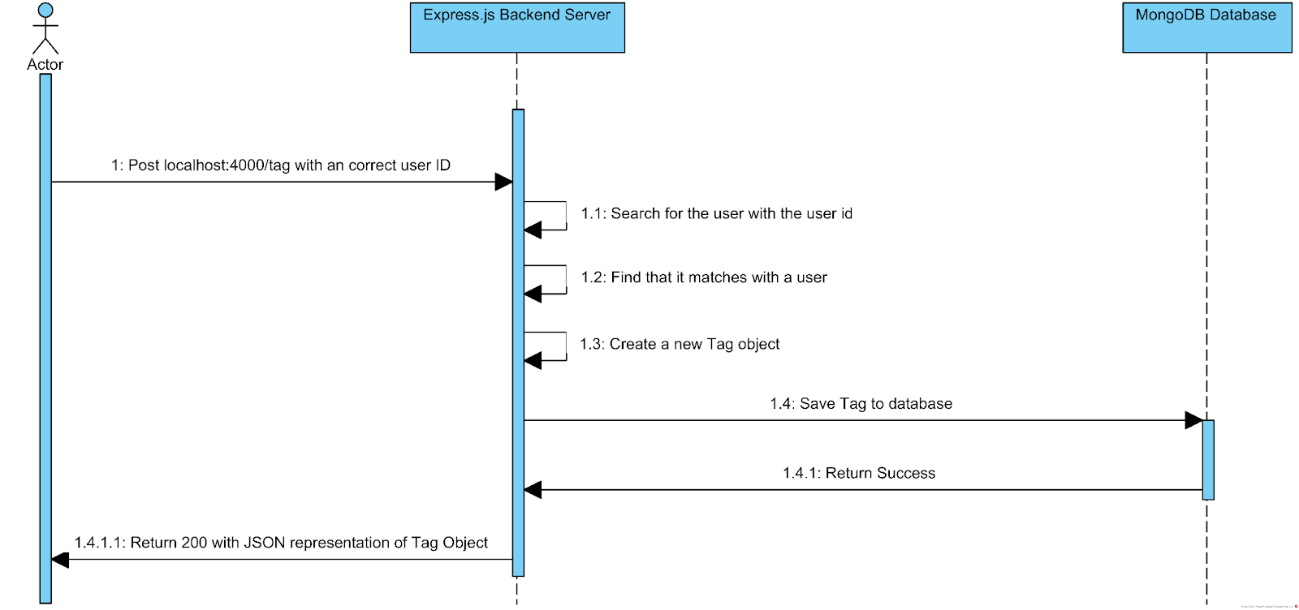 Express.js Backend Server
MongoDB Database
Actor
1: Post localhost:4000/tag with an correct user ID
1.1: Search for the user with the user id
1.2: Find that it matches with a user
1.3: Create a new Tag object
1.4: Save Tag to database
1.4.1: Return Success
1.4.1.1: Return 200 with JSON representation of Tag Object